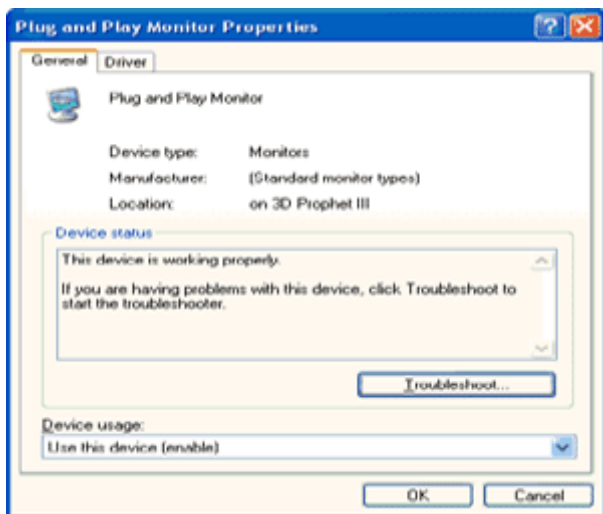 Plug and Play Monitor Properties
General Driver
Plug and Play Monitor
Device type: Monitors
Manufacturer: (Standard monitor types)
Location: on 3D Prophet III
Device status
This device is working properly.
If you are having problems with this device, click Troubleshoot to
start the troubleshooter.
Troubleshoot...
Device usage:
Use this device (enable)
OK Cancel